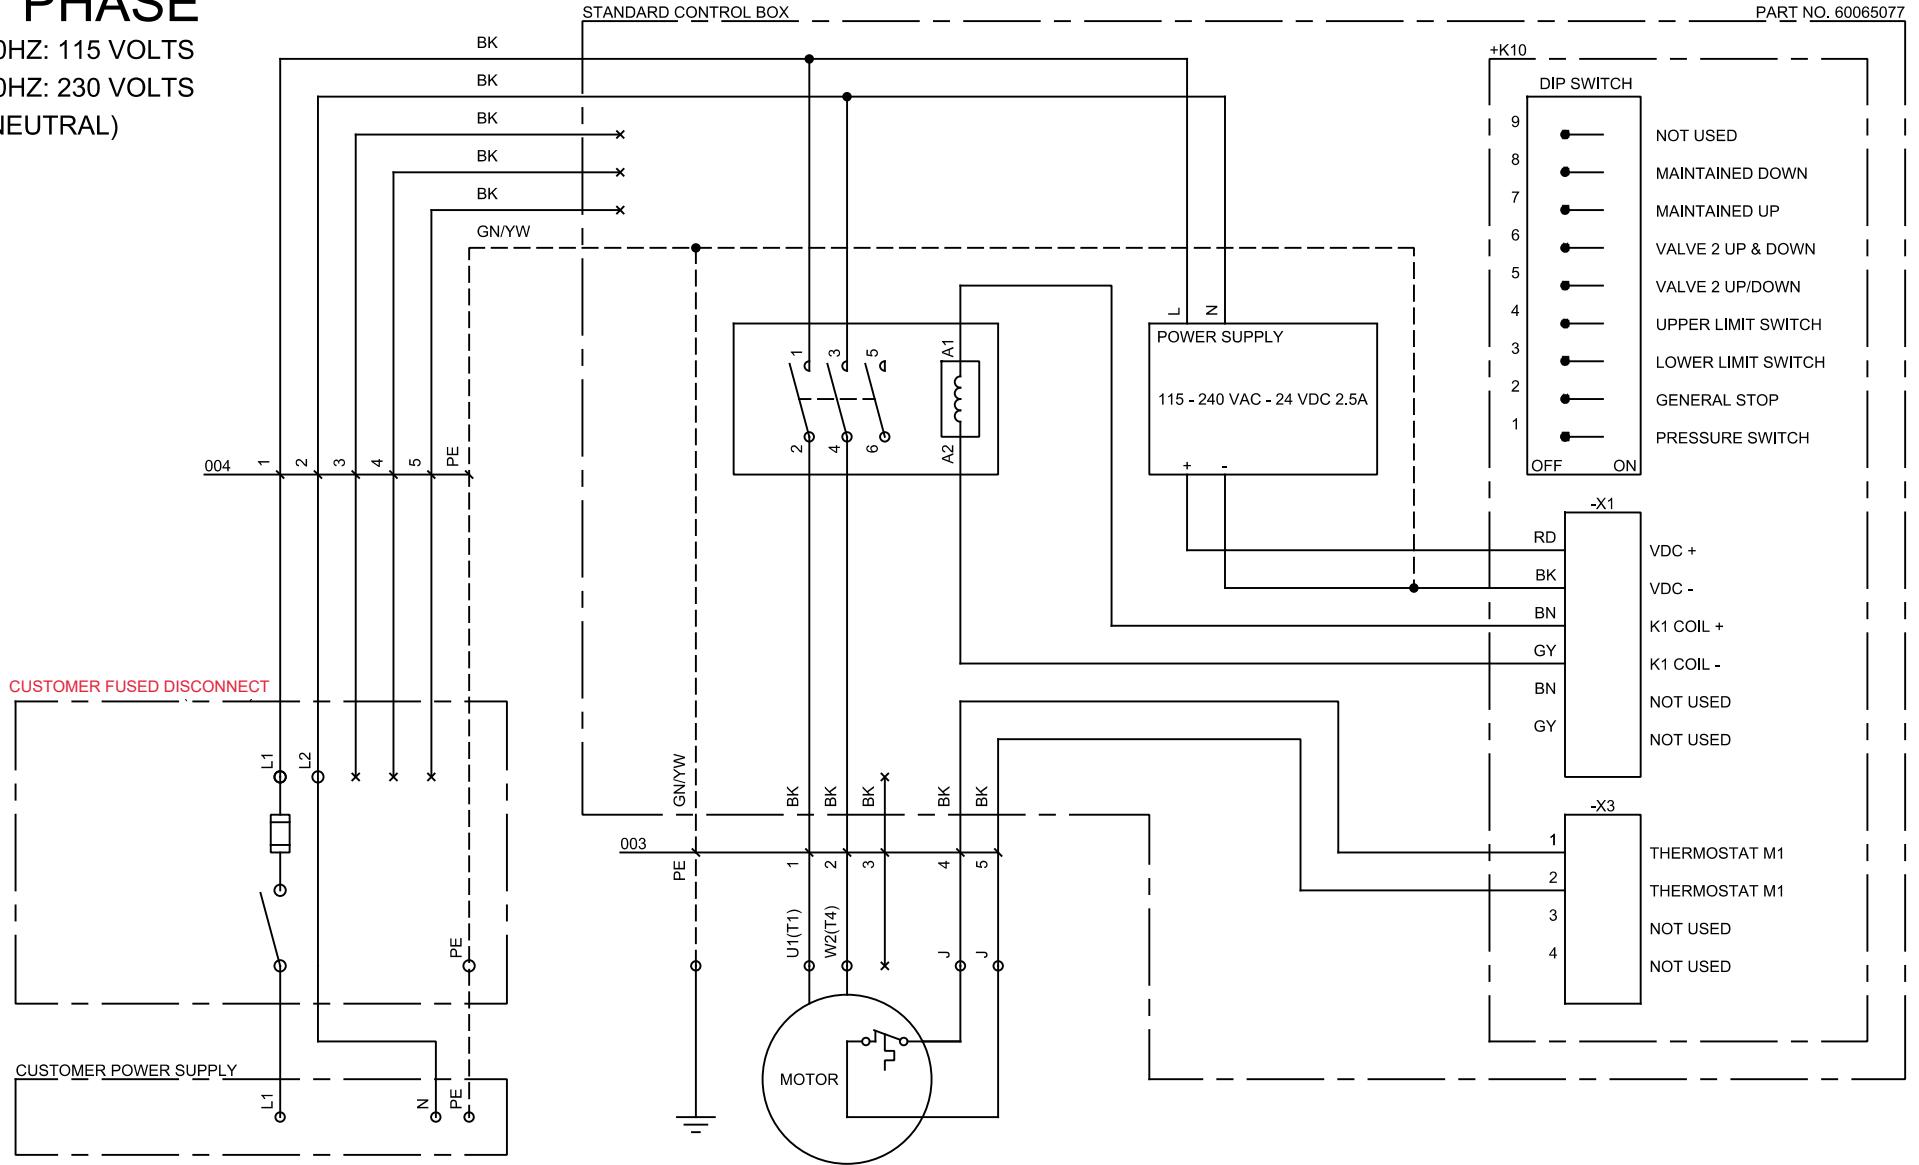 PHASE
0HZ: 115 VOLTS
0HZ: 230 VOLTS
NEUTRAL)
STANDARD CONTROL BOX
PART NO. 60065077
BK
BK
BK
BK
BK
GN/YW
+K10
DIP SWITCH
9 NOT USED
8 MAINTAINED DOWN
7 MAINTAINED UP
6 VALVE 2 UP & DOWN
5 VALVE 2 UP/DOWN
4 UPPER LIMIT SWITCH
3 LOWER LIMIT SWITCH
2 GENERAL STOP
1 PRESSURE SWITCH
OFF ON
L N
POWER SUPPLY
115 - 240 VAC - 24 VDC 2.5A
+ -
1 3 5 A1
2 4 6 A2
004 1 2 3 4 5 PE
-X1
RD VDC +
BK VDC -
BN K1 COIL +
GY K1 COIL -
BN NOT USED
GY NOT USED
CUSTOMER FUSED DISCONNECT
L1 L2
PE
GN/YW BK BK BK BK BK
003
PE 1 2 3 4 5
U1(T1) W2(T4) J J
MOTOR
-X3
1 THERMOSTAT M1
2 THERMOSTAT M1
3 NOT USED
4 NOT USED
CUSTOMER POWER SUPPLY
L1 N PE